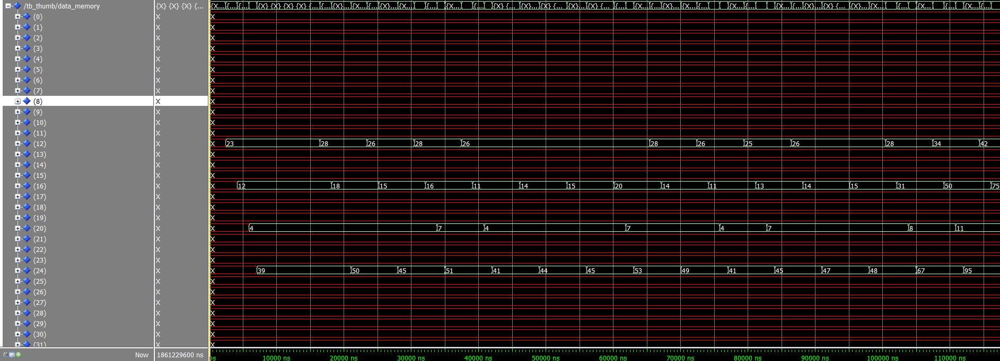 /tb_thumb/data_memory {X} {X} {X} {... {X... {... {... {X} {X} {X} {X} {... {... {X... {... {X} ... {... {X... {... {X... {... {X} {...
(0) X X
(1) X X
(2) X X
(3) X X
(4) X X
(5) X X
(6) X X
(7) X X
(8) X X
(9) X X
(10) X X
(11) X X
(12) X X 23 28 26 28 26 28 26 25 26 28 34 42
(13) X X
(14) X X
(15) X X
(16) X X 12 18 15 16 11 14 15 20 14 11 13 14 15 31 50 75
(17) X X
(18) X X
(19) X X
(20) X X 4 7 4 7 4 7 8 11
(21) X X
(22) X X
(23) X X
(24) X X 39 50 45 51 41 44 45 53 49 41 45 47 48 67 95
(25) X X
(26) X X
(27) X X
(28) X X
(29) X X
(30) X X
(31) X X
Now 1861229600 ns ns 10000 ns 20000 ns 30000 ns 40000 ns 50000 ns 60000 ns 70000 ns 80000 ns 90000 ns 100000 ns 110000 ns